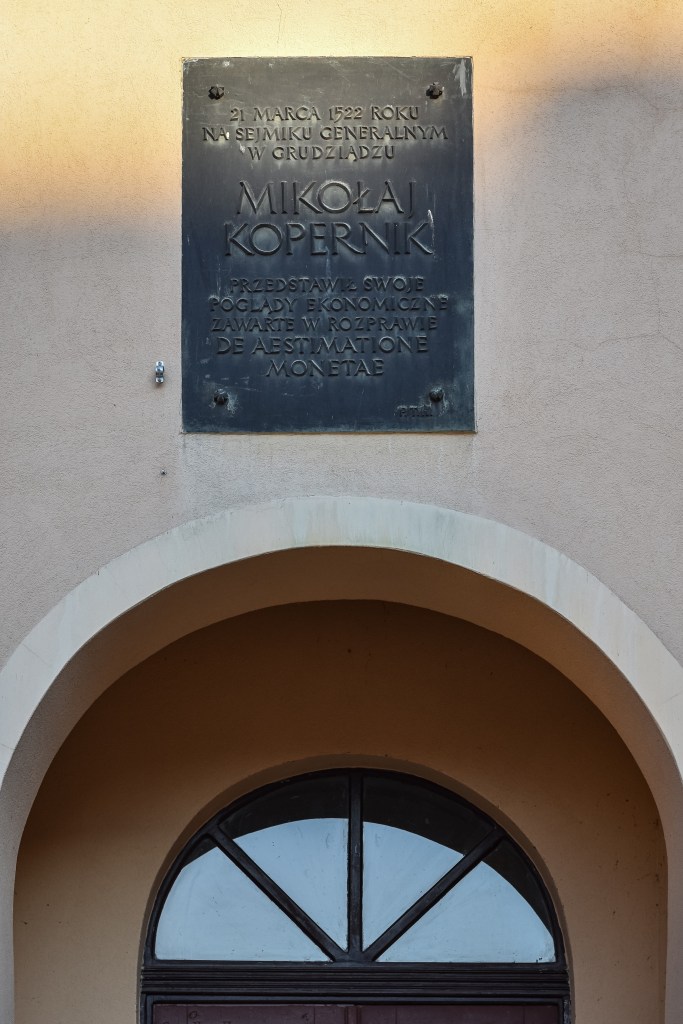 21 MARCA 1522 ROKU
NA SEJMIKU GENERALNYM
W GRUDZIĄDZU
MIKOŁAJ
KOPERNIK
PRZEDSTAWIŁ SWOJE
POGLĄDY EKONOMICZNE
ZAWARTE W ROZPRAWIE
DE AESTIMATIONE
MONETAE